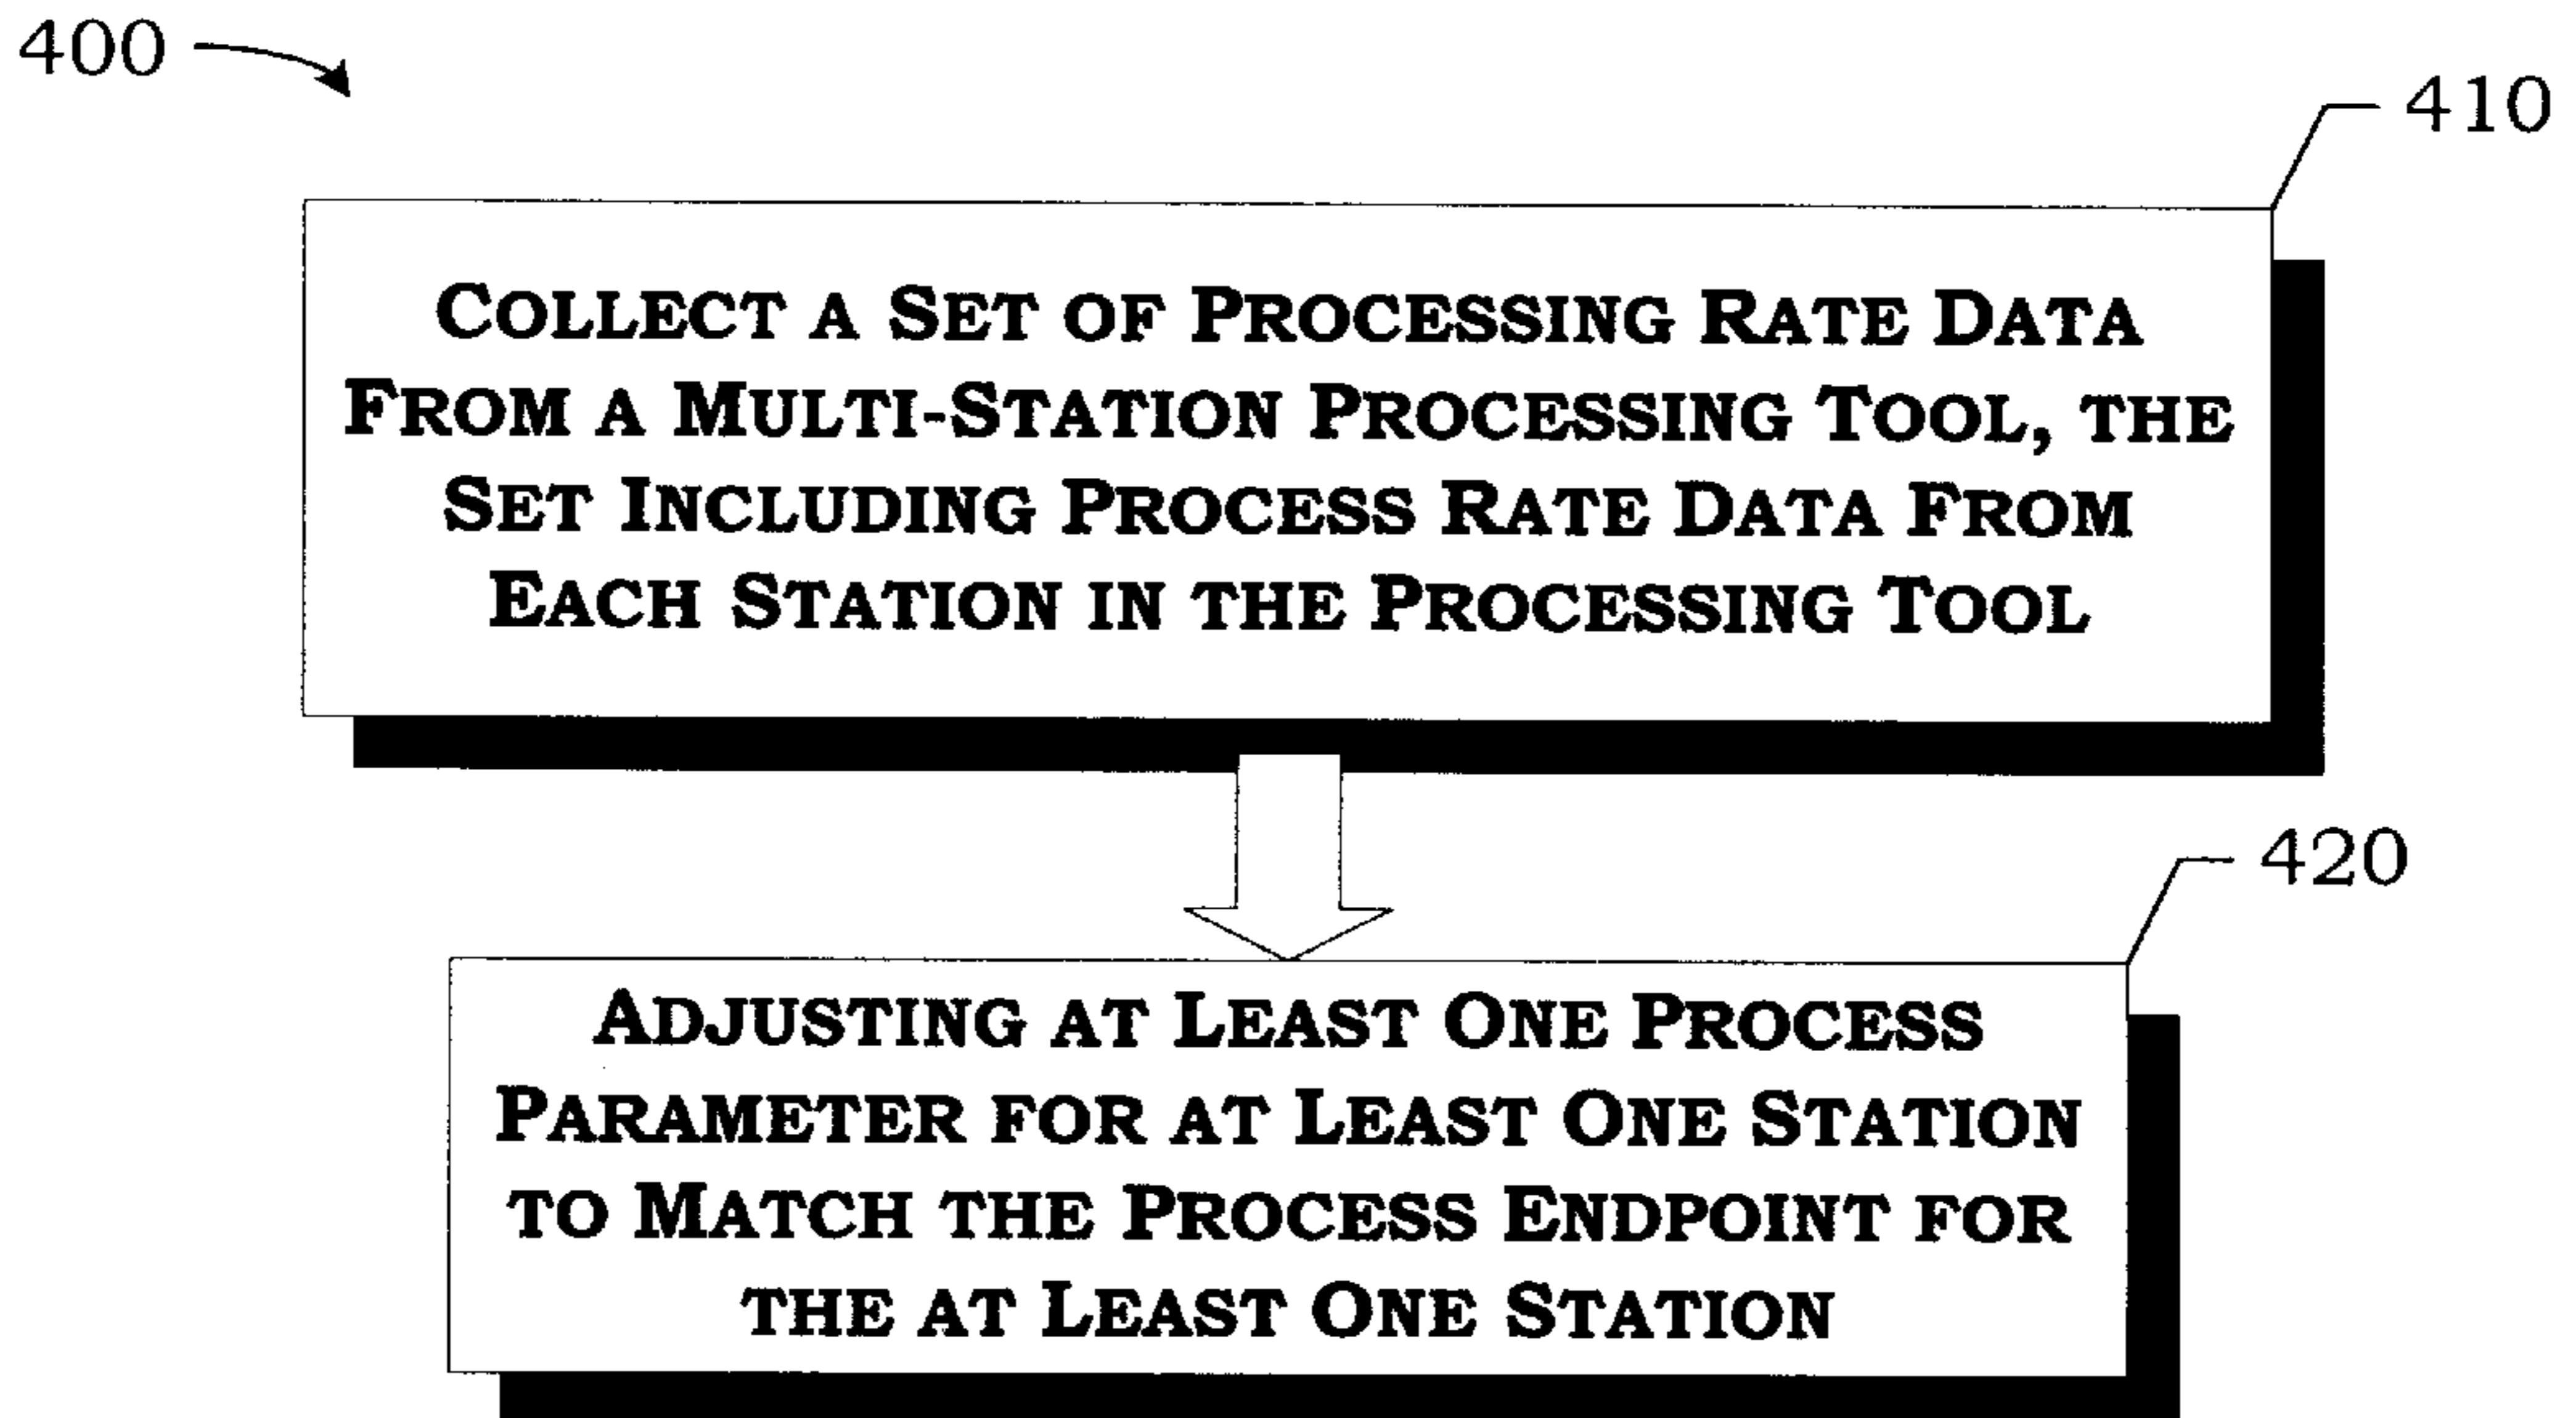 400
410
COLLECT A SET OF PROCESSING RATE DATA
FROM A MULTI-STATION PROCESSING TOOL, THE
SET INCLUDING PROCESS RATE DATA FROM
EACH STATION IN THE PROCESSING TOOL
420
ADJUSTING AT LEAST ONE PROCESS
PARAMETER FOR AT LEAST ONE STATION
TO MATCH THE PROCESS ENDPOINT FOR
THE AT LEAST ONE STATION